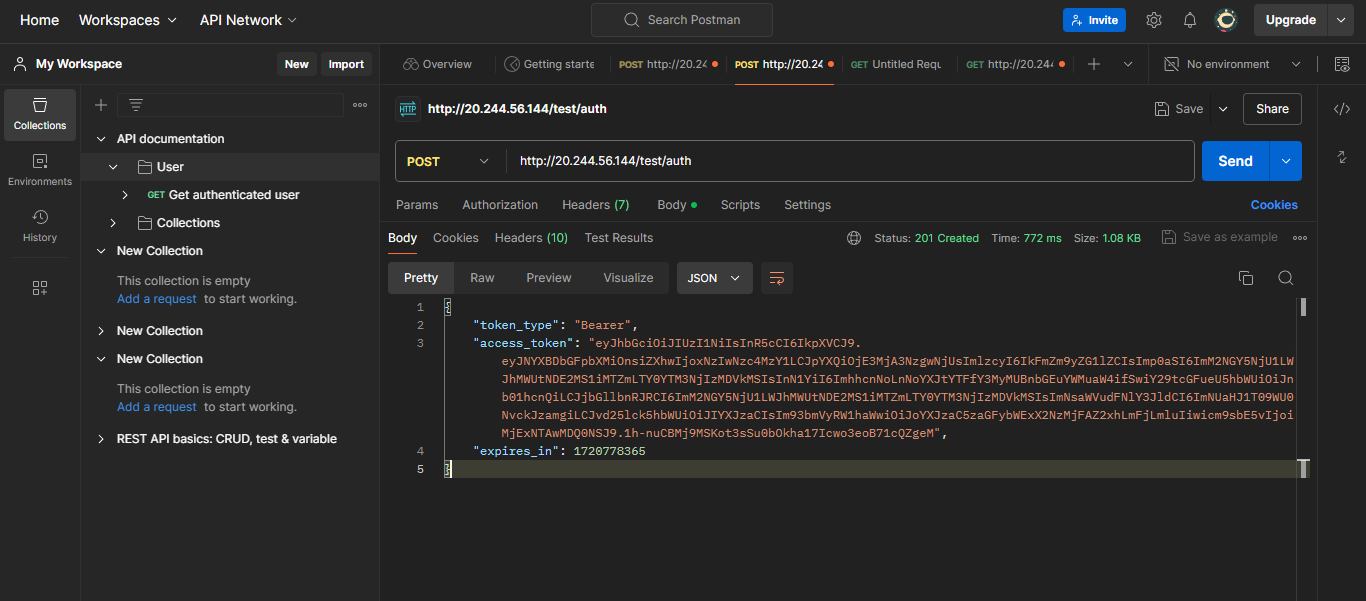 Home Workspaces API Network Search Postman Invite Upgrade
My Workspace New Import Overview Getting starte POST http://20.24 POST http://20.24 GET Untitled Requ GET http://20.244 No environment
Collections
Environments
History
API documentation
User
GET Get authenticated user
Collections
New Collection
This collection is empty
Add a request to start working.
New Collection
New Collection
This collection is empty
Add a request to start working.
REST API basics: CRUD, test & variable
HTTP http://20.244.56.144/test/auth Save Share
POST http://20.244.56.144/test/auth Send
Params Authorization Headers (7) Body Scripts Settings Cookies
Body Cookies Headers (10) Test Results Status: 201 Created Time: 772 ms Size: 1.08 KB Save as example
Pretty Raw Preview Visualize JSON
1 {
2 "token_type": "Bearer",
3 "access_token": "eyJhbGciOiJIUzI1NiIsInR5cCI6IkpXVCJ9.
4 "expires_in": 1720778365
5 }